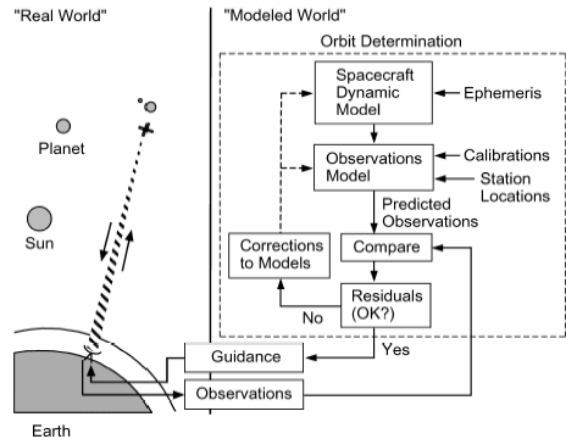 "Real World"
"Modeled World"
Orbit Determination
Spacecraft
Dynamic
Model
Ephemeris
Planet
Observations
Model
Calibrations
Station
Locations
Predicted
Observations
Sun
Corrections
to Models
Compare
Residuals
(OK?)
No
Yes
Guidance
Observations
Earth